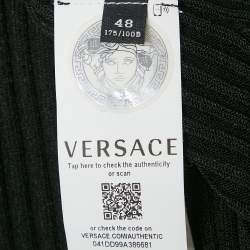 48
175/100B
VERSACE
Tap here to check the authenticity
or scan
or check the code on
VERSACE.COM/AUTHENTIC
041DD99A386681